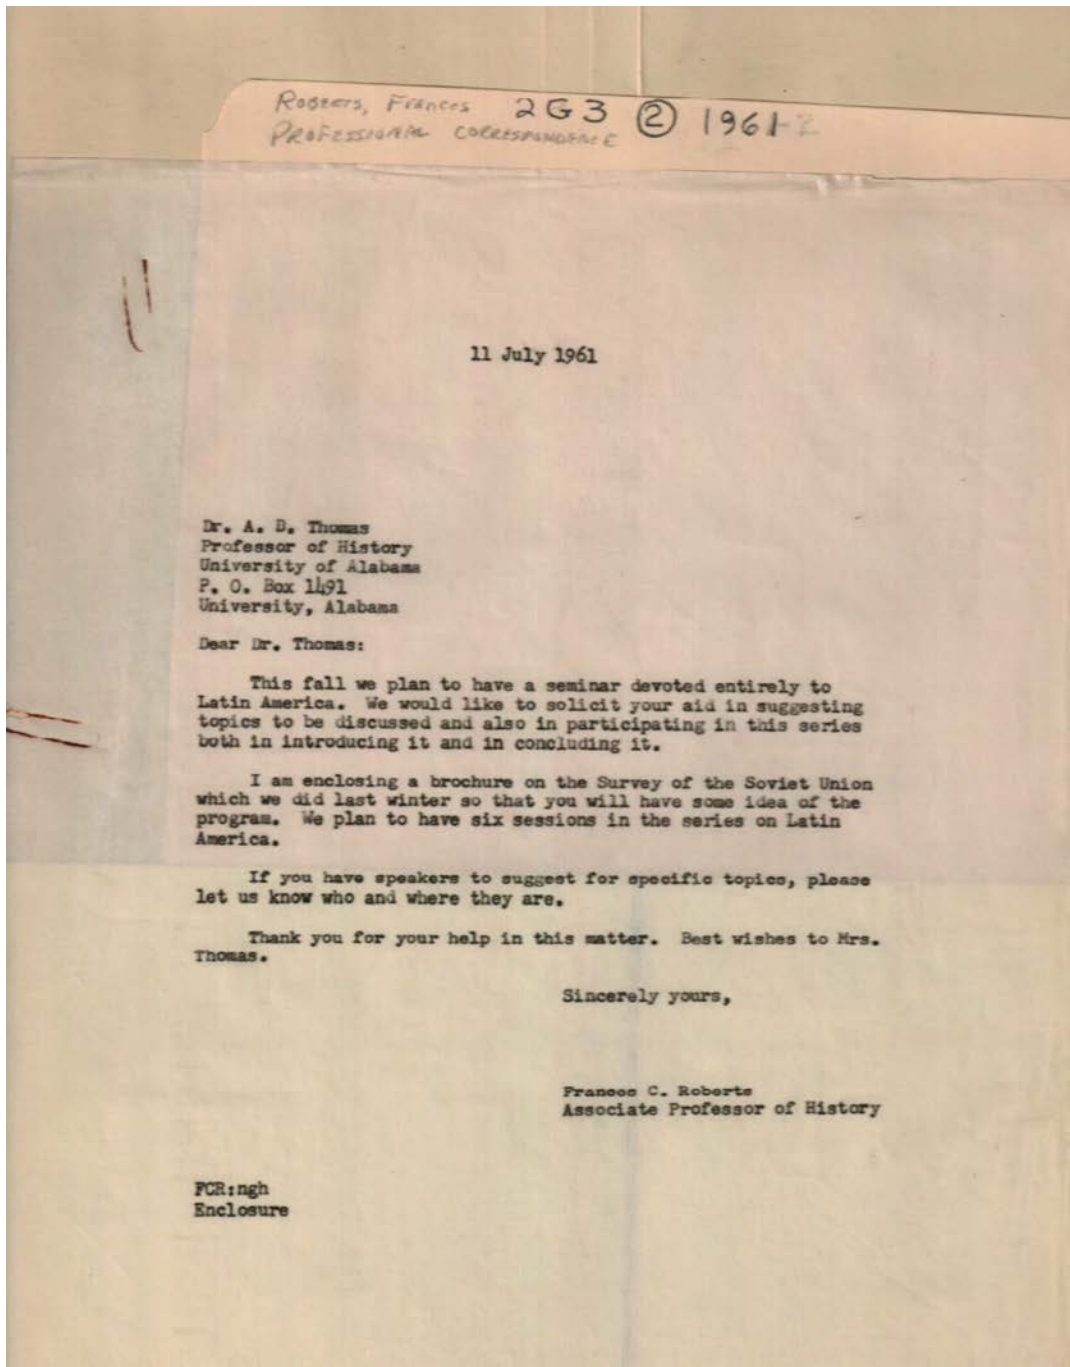 Roberts, Frances 2G3 ② 1961-2
Professional Correspondence
11 July 1961
Dr. A. B. Thomas
Professor of History
University of Alabama
P. O. Box 1491
University, Alabama
Dear Dr. Thomas:
This fall we plan to have a seminar devoted entirely to
Latin America. We would like to solicit your aid in suggesting
topics to be discussed and also in participating in this series
both in introducing it and in concluding it.
I am enclosing a brochure on the Survey of the Soviet Union
which we did last winter so that you will have some idea of the
program. We plan to have six sessions in the series on Latin
America.
If you have speakers to suggest for specific topics, please
let us know who and where they are.
Thank you for your help in this matter. Best wishes to Mrs.
Thomas.
Sincerely yours,
Frances C. Roberts
Associate Professor of History
FCR:ngh
Enclosure